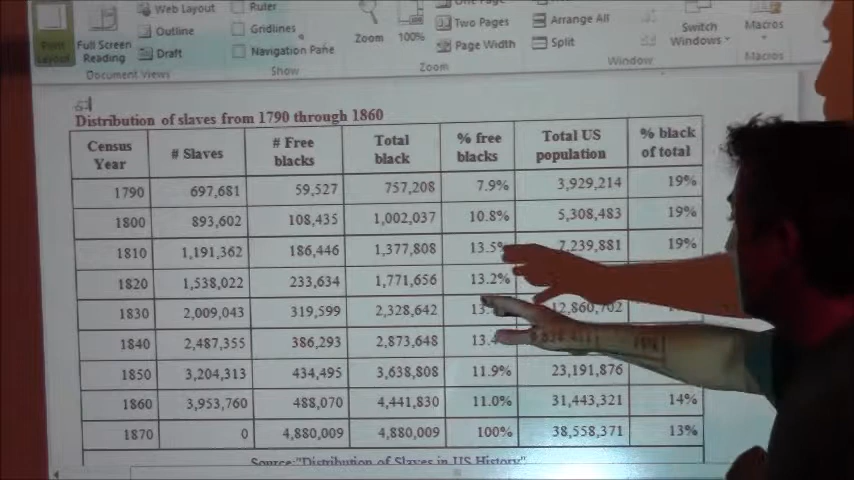 Ruler
One Page
Web Layout
Outline
Gridlines
Two Pages
Arrange All
Switch
Macros
Print
Full Screen
Draft
Navigation Pane
Zoom
100%
Page Width
Split
Windows
Layout
Reading
Document Views
Show
Zoom
Window
Macros
Distribution of slaves from 1790 through 1860
Census Year # Slaves # Free blacks Total black % free blacks Total US population % black of total
1790 697,681 59,527 757,208 7.9% 3,929,214 19%
1800 893,602 108,435 1,002,037 10.8% 5,308,483 19%
1810 1,191,362 186,446 1,377,808 13.5% 7,239,881 19%
1820 1,538,022 233,634 1,771,656 13.2%
1830 2,009,043 319,599 2,328,642 12,860,702
1840 2,487,355 386,293 2,873,648
1850 3,204,313 434,495 3,638,808 11.9% 23,191,876
1860 3,953,760 488,070 4,441,830 11.0% 31,443,321 14%
1870 0 4,880,009 4,880,009 100% 38,558,371 13%
Source:"Distribution of Slaves in US History"